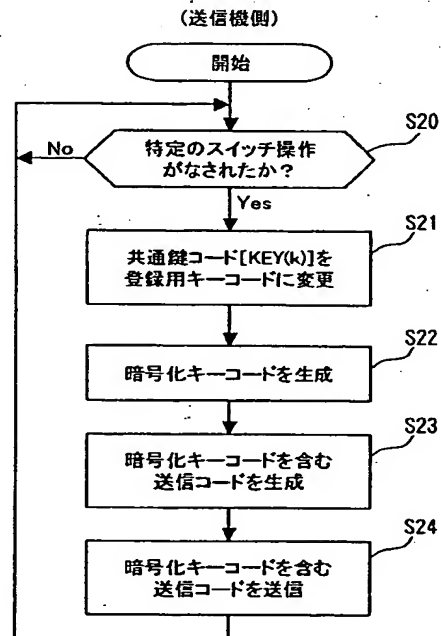 (送信機側)
開始
S20
特定のスイッチ操作
がなされたか？
No
Yes
S21
共通鍵コード[KEY(k)]を
登録用キーコードに変更
S22
暗号化キーコードを生成
S23
暗号化キーコードを含む
送信コードを生成
S24
暗号化キーコードを含む
送信コードを送信